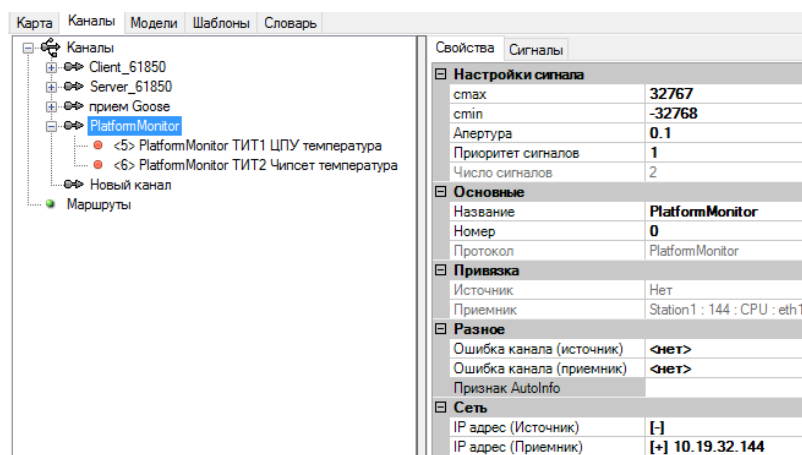 Карта Каналы Модели Шаблоны Словарь
Каналы
Client_61850
Server_61850
прием Goose
PlatformMonitor
<5> PlatformMonitor ТИТ1 ЦПУ температура
<6> PlatformMonitor ТИТ2 Чипсет температура
Новый канал
Маршруты
Свойства Сигналы
Настройки сигнала
cmax 32767
cmin -32768
Апертура 0.1
Приоритет сигналов 1
Число сигналов 2
Основные
Название PlatformMonitor
Номер 0
Протокол PlatformMonitor
Привязка
Источник Нет
Приемник Station1 : 144 : CPU : eth1
Разное
Ошибка канала (источник) <нет>
Ошибка канала (приемник) <нет>
Признак AutoInfo
Сеть
IP адрес (Источник) [-]
IP адрес (Приемник) [+] 10.19.32.144